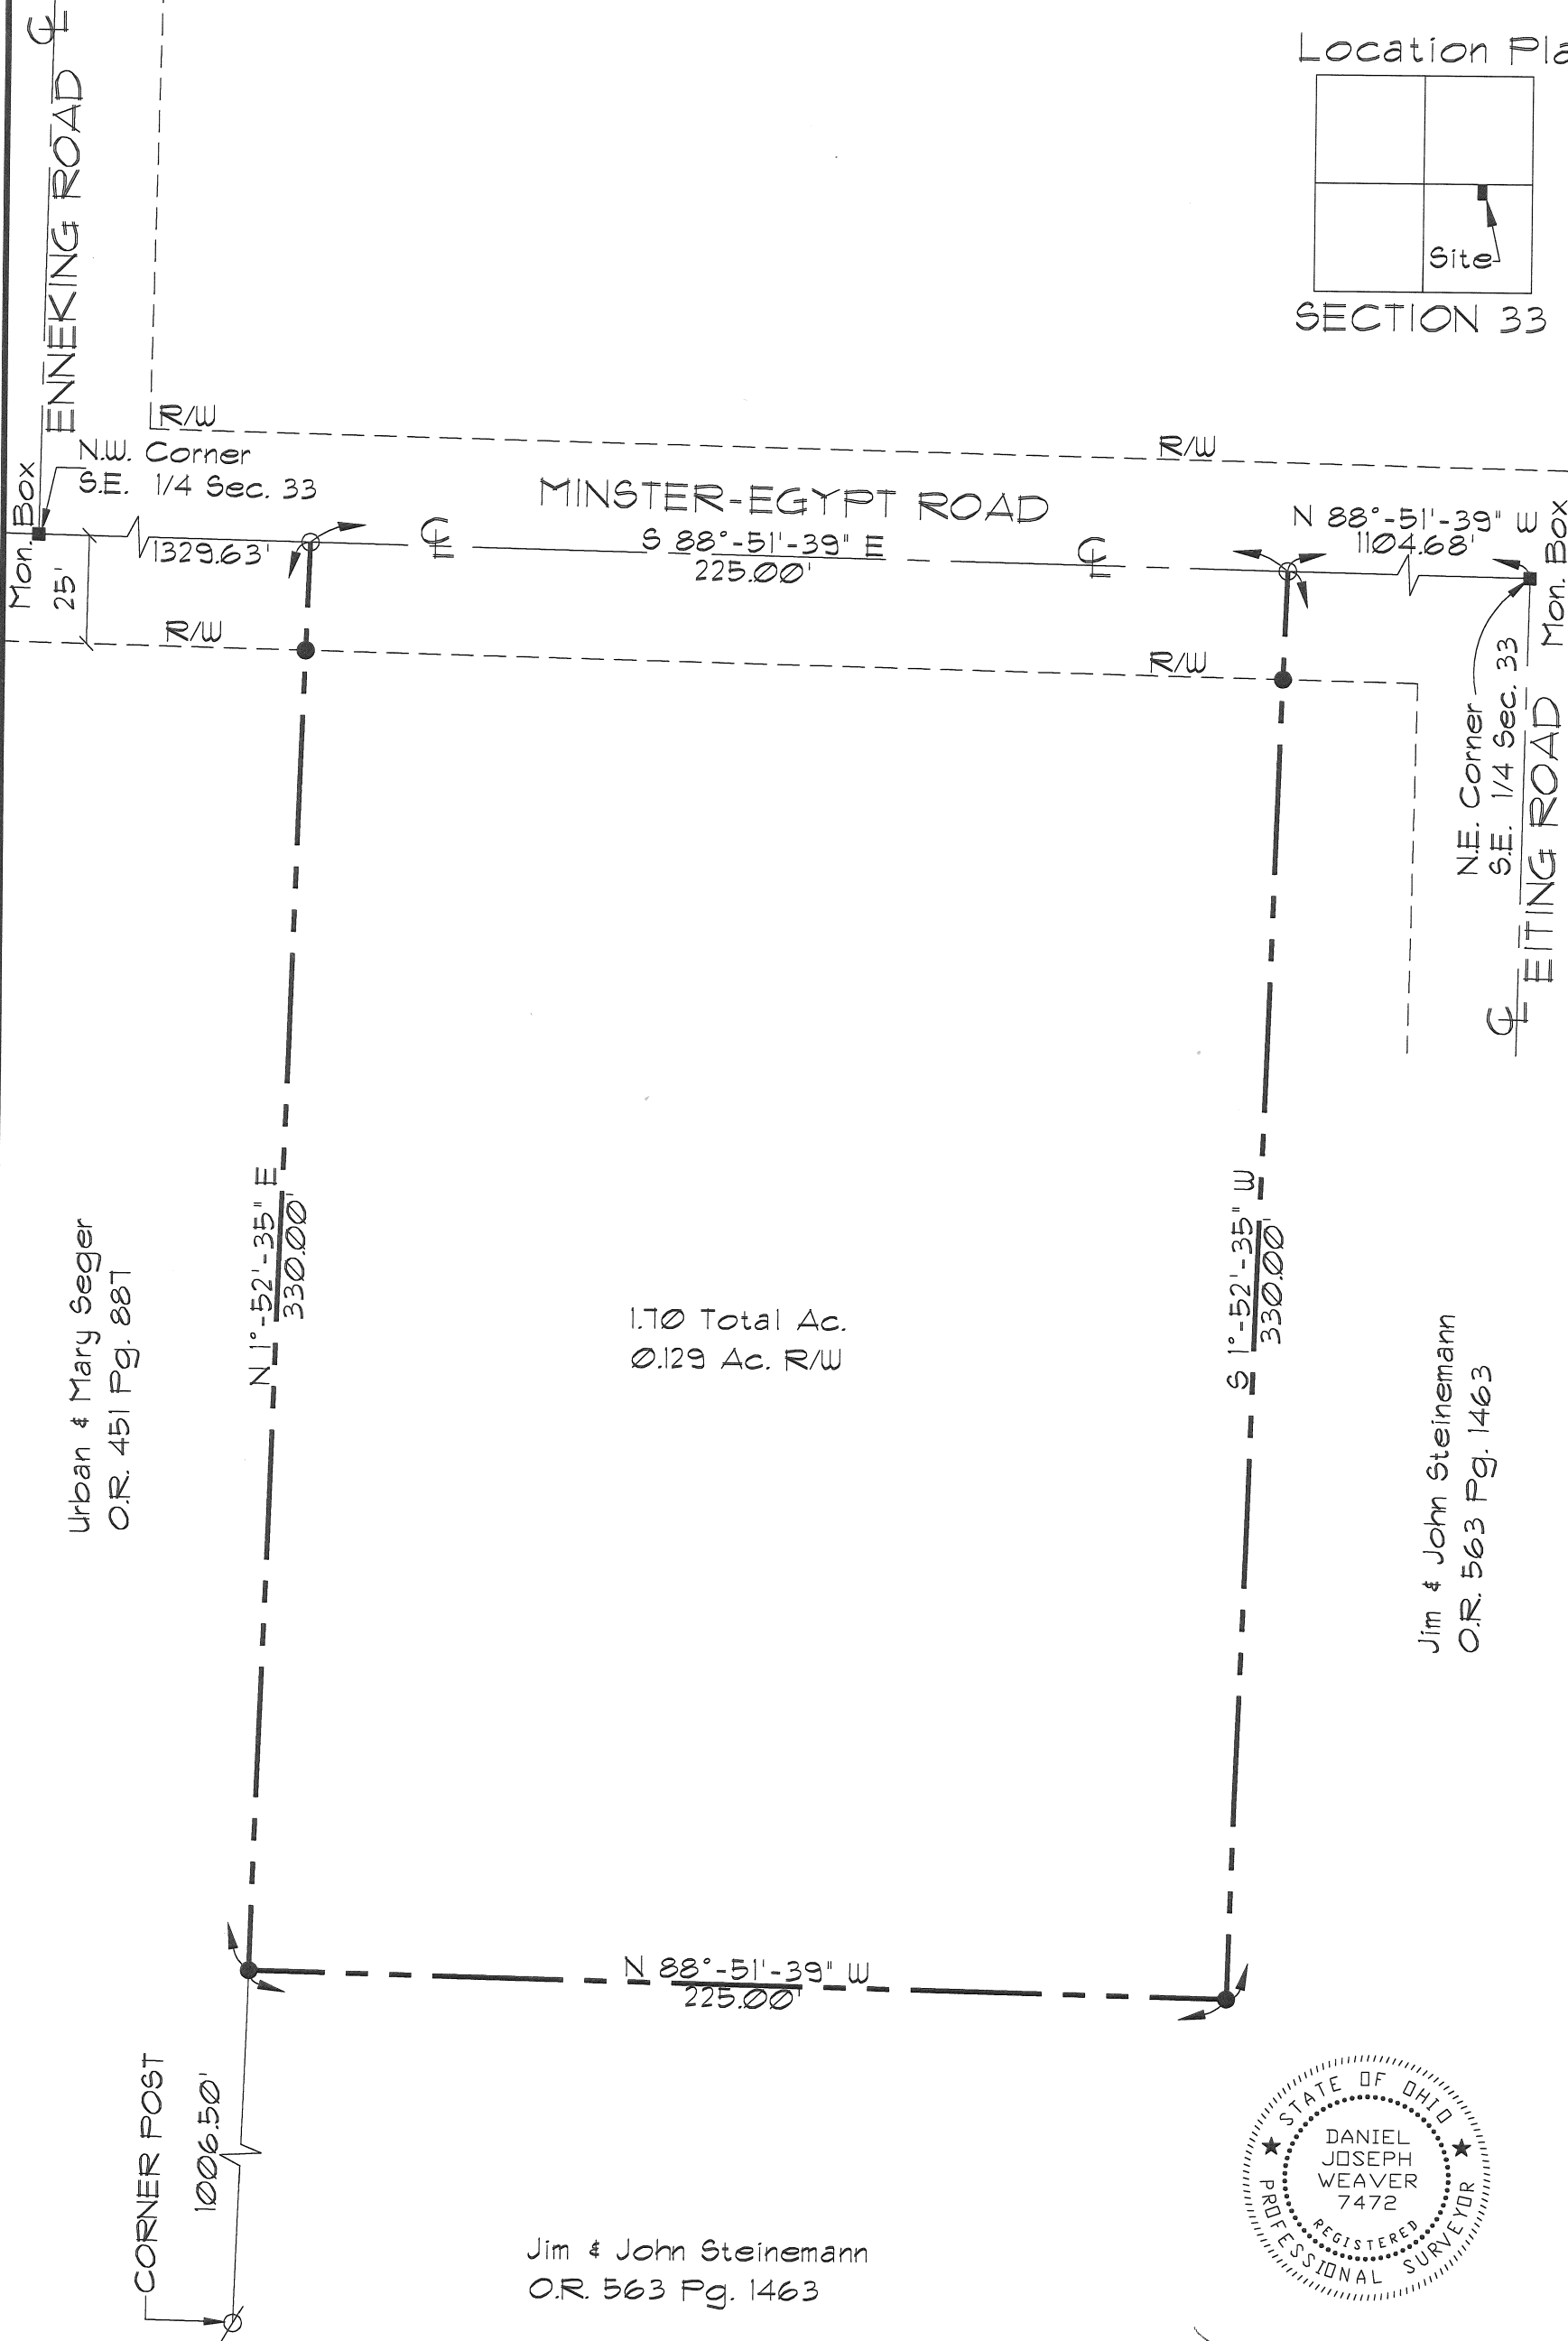 Location Pla
Site
SECTION 33
℄
ENNEKING ROAD
R/W
N.W. Corner
S.E. 1/4 Sec. 33
Mon. Box
1329.63'
25'
R/W
R/W
MINSTER-EGYPT ROAD
℄
S 88°-51'-39" E
225.00'
℄
N 88°-51'-39" W
1104.68'
Mon. Box
R/W
N.E. Corner
S.E. 1/4 Sec. 33
EITING ROAD
℄
N 1°-52'-35" E
330.00'
S 1°-52'-35" W
330.00'
Urban & Mary Seger
O.R. 451 Pg. 887
1.70 Total Ac.
0.129 Ac. R/W
Jim & John Steinemann
O.R. 563 Pg. 1463
N 88°-51'-39" W
225.00'
CORNER POST
1006.50'
Jim & John Steinemann
O.R. 563 Pg. 1463
STATE OF OHIO
DANIEL
JOSEPH
WEAVER
7472
REGISTERED
PROFESSIONAL SURVEYOR